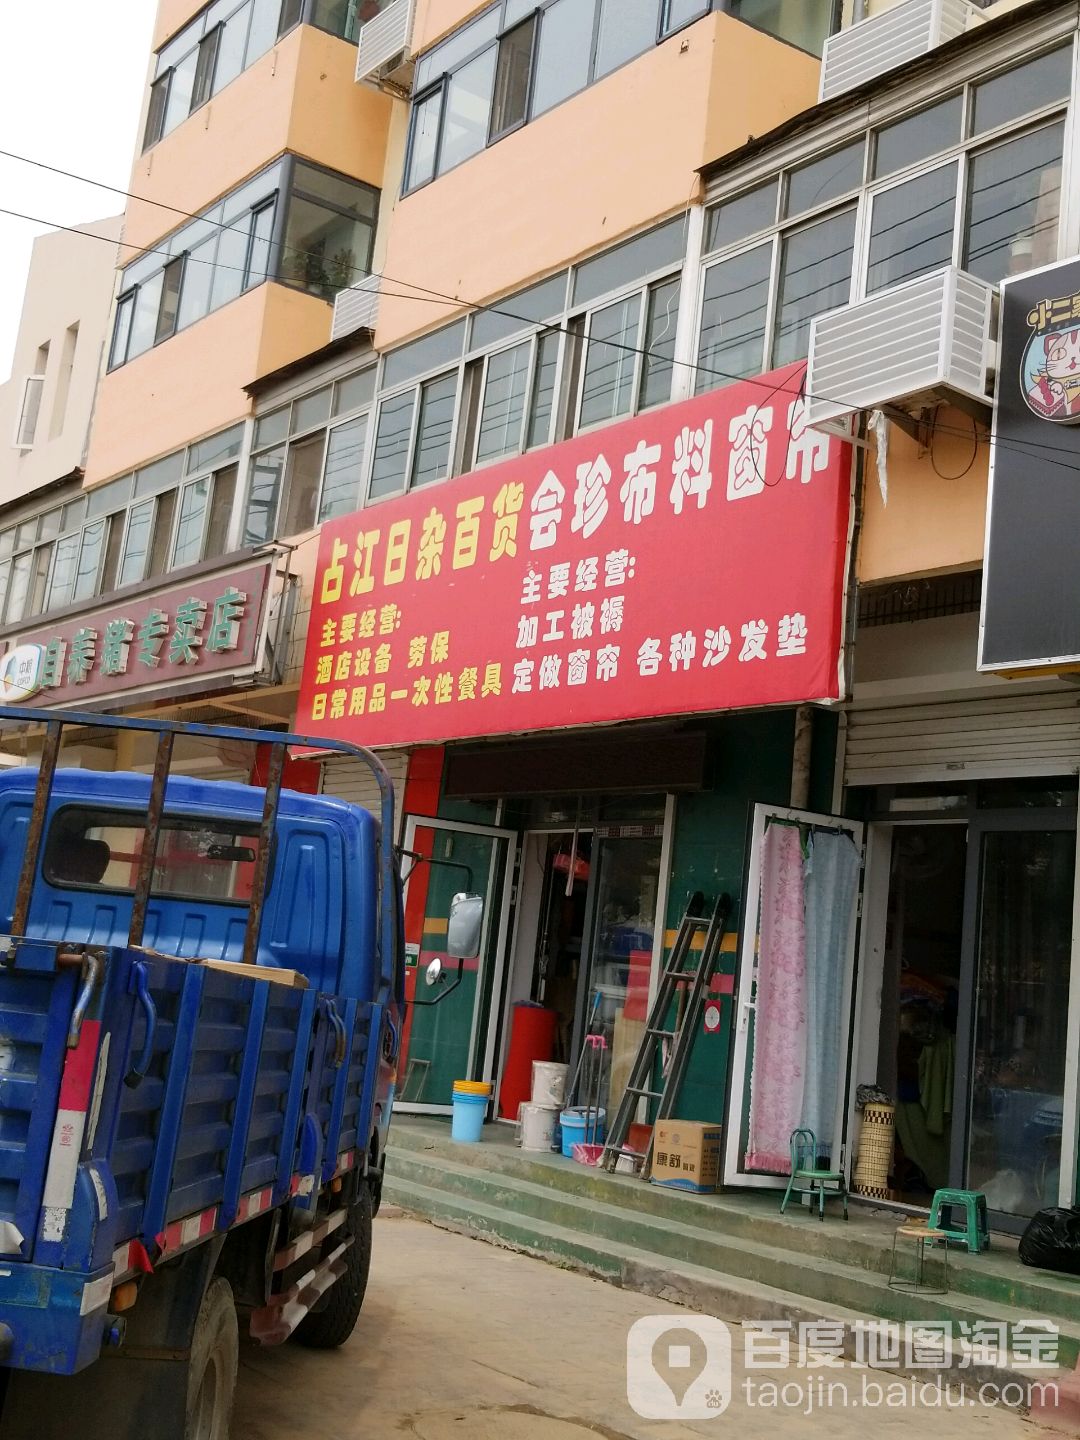 占江日杂百货会珍布料窗帘
主要经营:
酒店设备 劳保
日常用品一次性餐具
主要经营:
加工被褥
定做窗帘 各种沙发垫
中粮
自养猪专卖店
小二
康舒
百度地图淘金
taojin.baidu.com